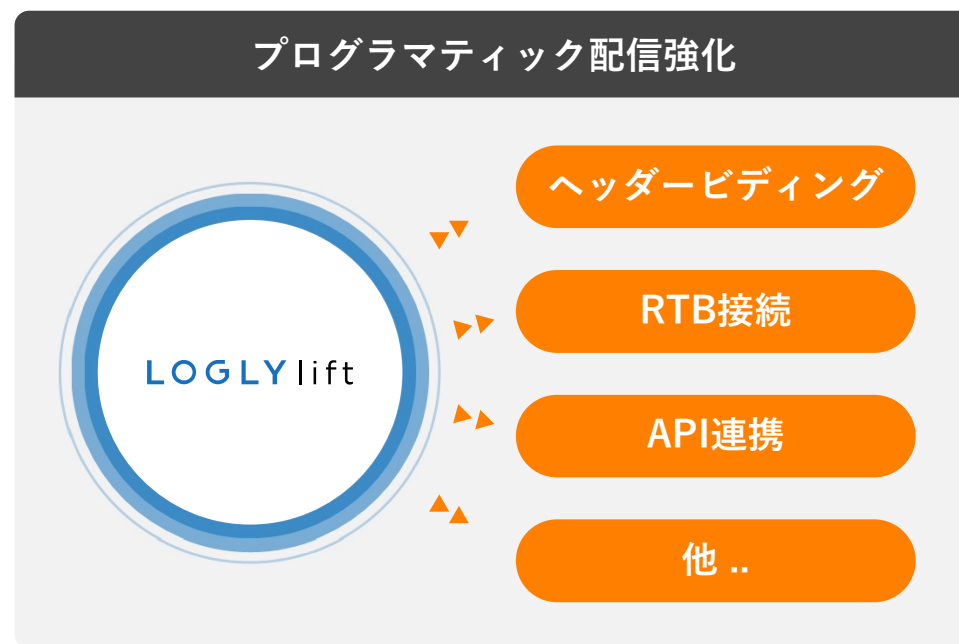 プログラマティック配信強化
ヘッダービディング
RTB接続
LOGLY lift
API連携
他 ..